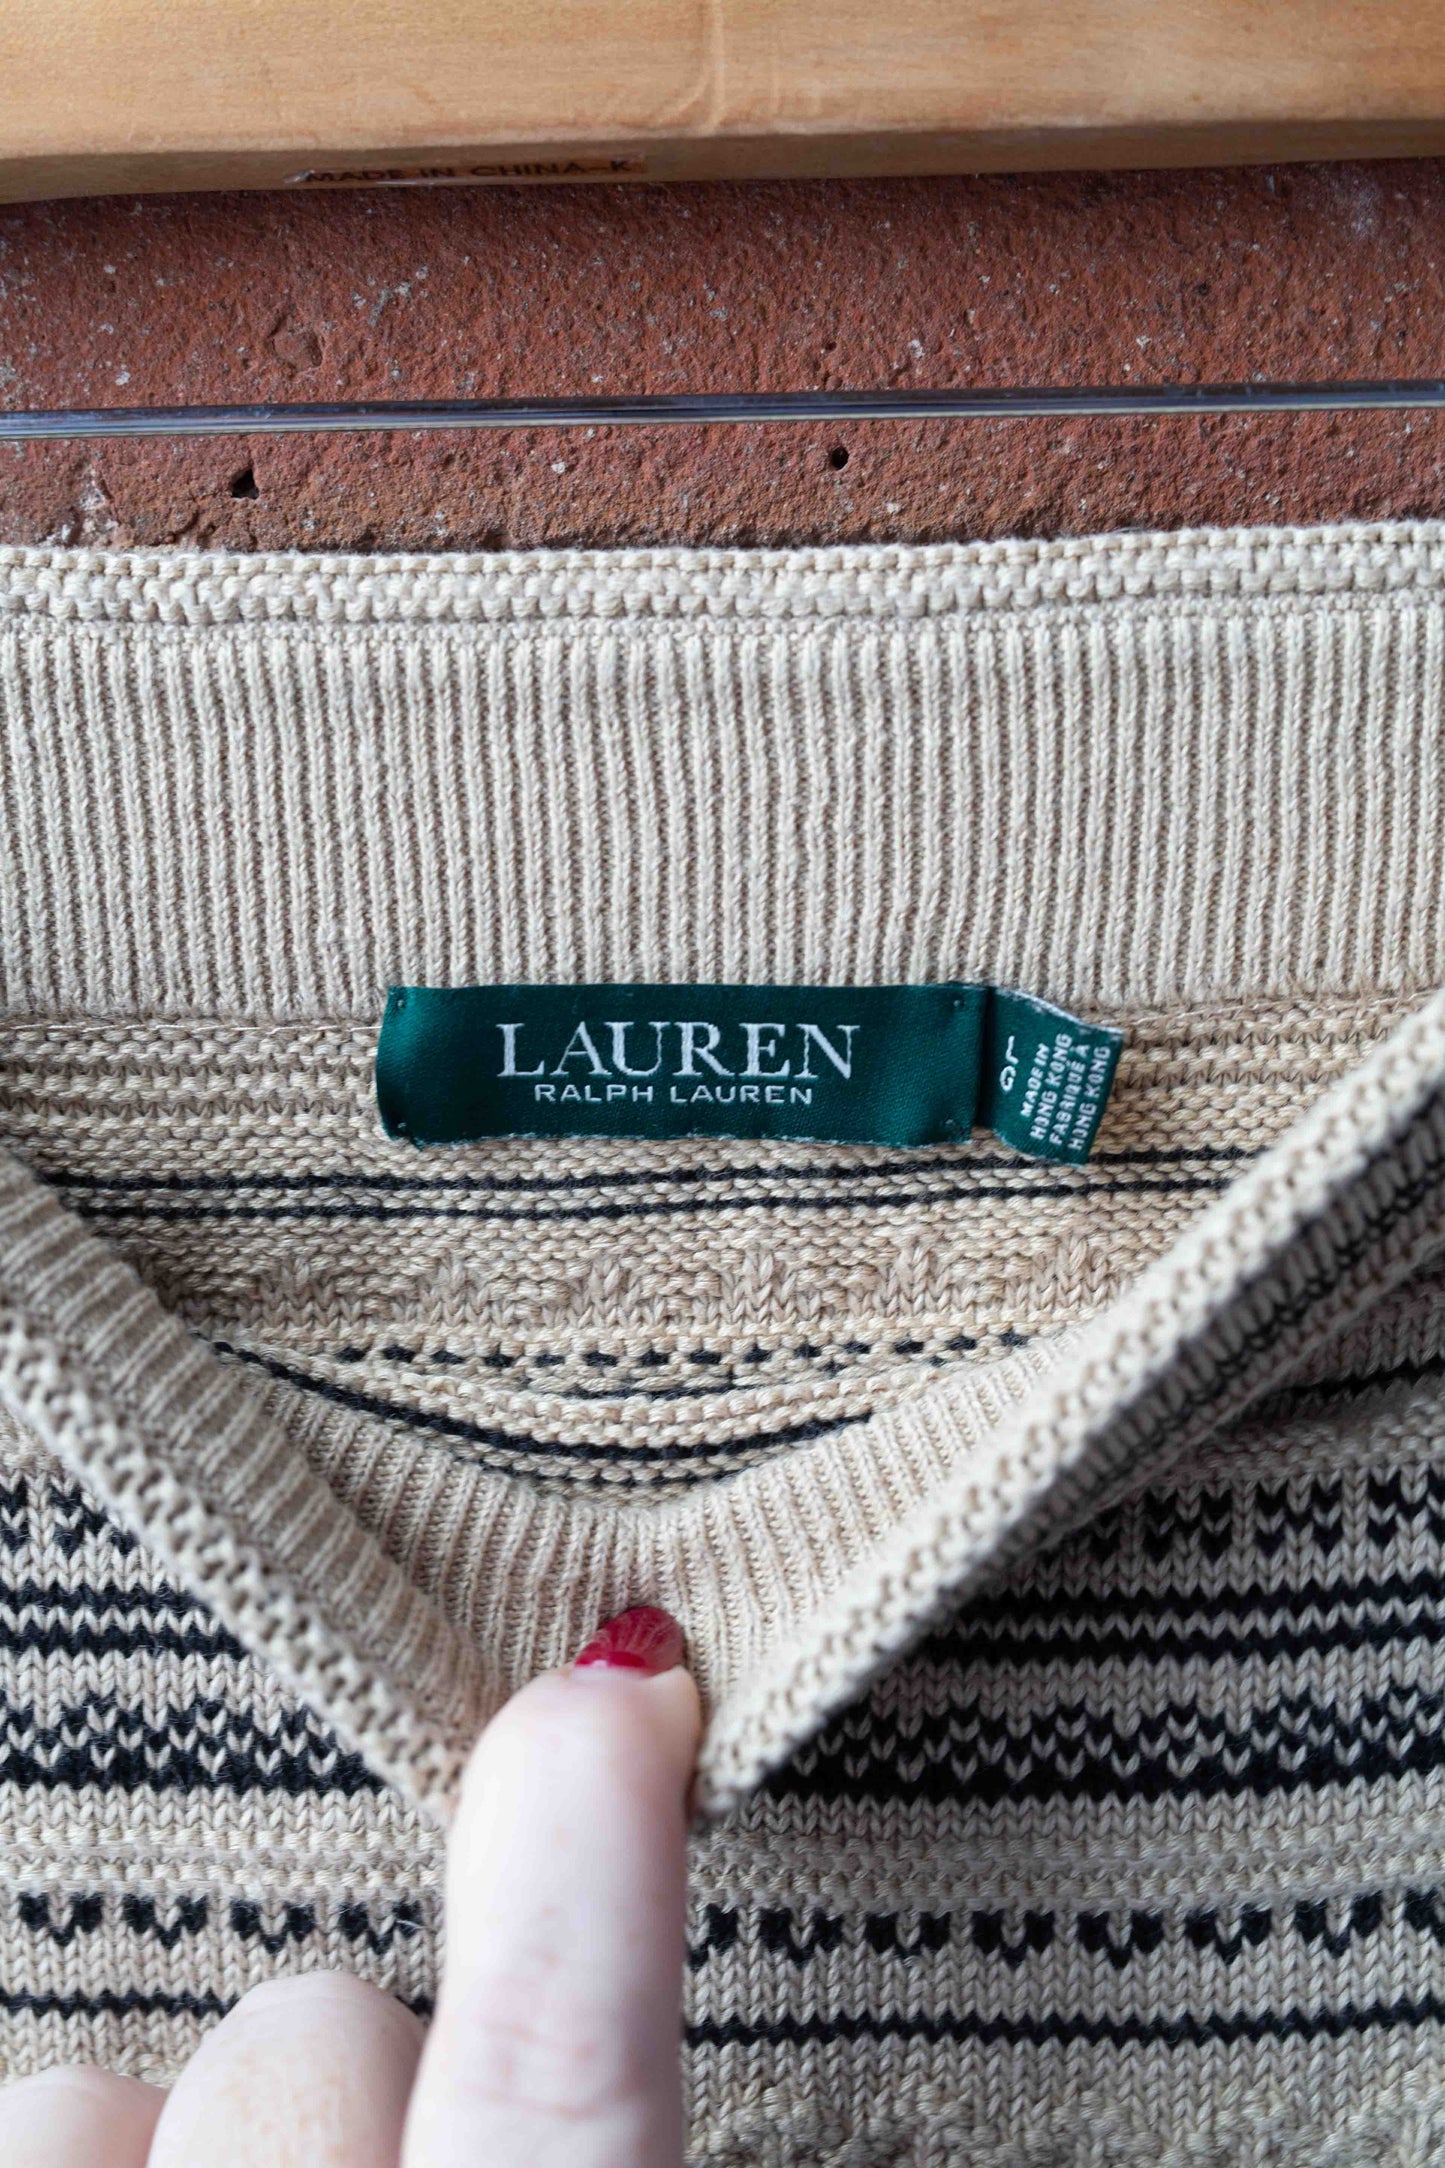 MADE IN CHINA-K
LAUREN
RALPH LAUREN
MADE IN
HONG KONG
FABRIQUÉ À
HONG KONG